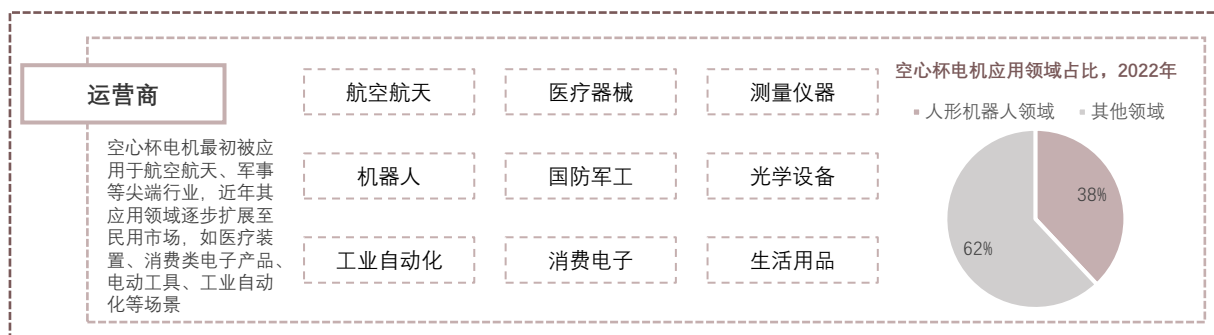 运营商
空心杯电机最初被应
用于航空航天、军事
等尖端行业，近年其
应用领域逐步扩展至
民用市场，如医疗装
置、消费类电子产品、
电动工具、工业自动
化等场景
航空航天
医疗器械
测量仪器
机器人
国防军工
光学设备
工业自动化
消费电子
生活用品
空心杯电机应用领域占比，2022年
人形机器人领域
其他领域
38%
62%